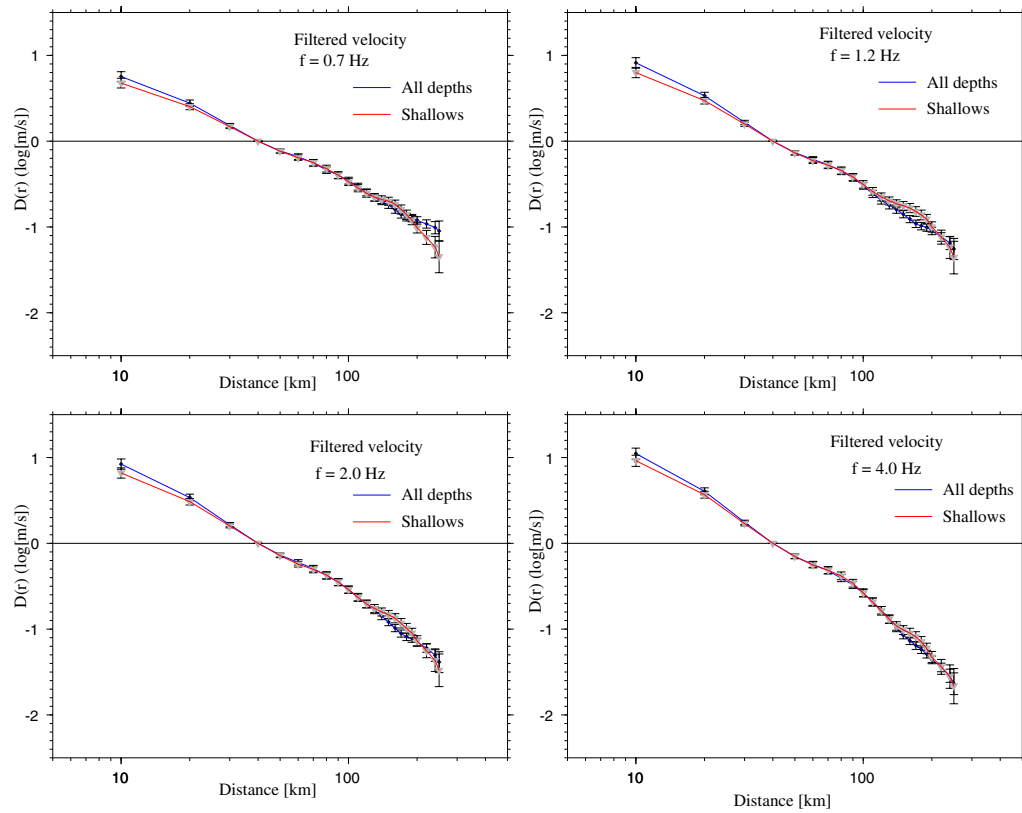 Filtered velocity
f = 0.7 Hz
All depths
Shallows
1
0
-1
-2
D(r) (log[m/s])
10
100
Distance [km]
Filtered velocity
f = 1.2 Hz
All depths
Shallows
1
0
-1
-2
D(r) (log[m/s])
10
100
Distance [km]
Filtered velocity
f = 2.0 Hz
All depths
Shallows
1
0
-1
-2
D(r) (log[m/s])
10
100
Distance [km]
Filtered velocity
f = 4.0 Hz
All depths
Shallows
1
0
-1
-2
D(r) (log[m/s])
10
100
Distance [km]